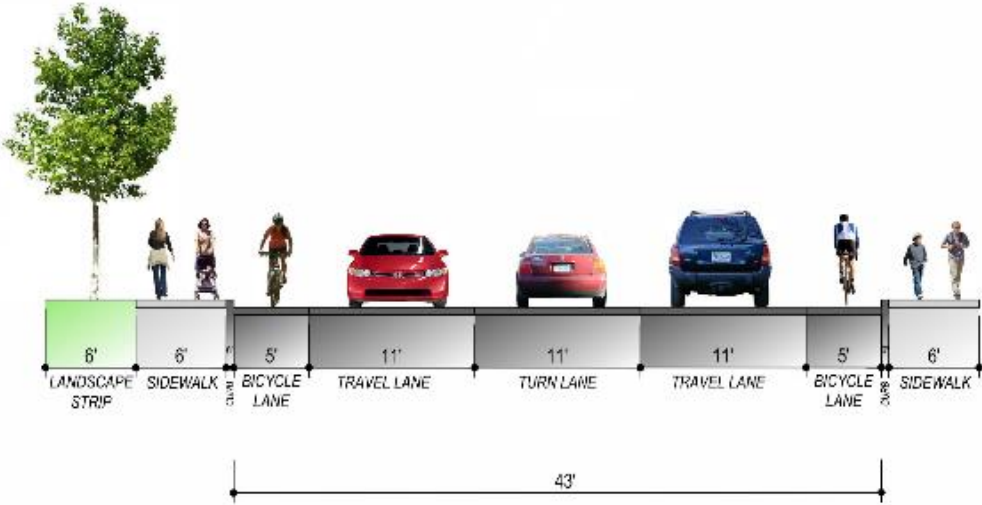 6'
6'
5'
11'
11'
11'
5'
6'
LANDSCAPE
STRIP
SIDEWALK
BICYCLE
LANE
TRAVEL LANE
TURN LANE
TRAVEL LANE
BICYCLE
LANE
CURB
SIDEWALK
43'